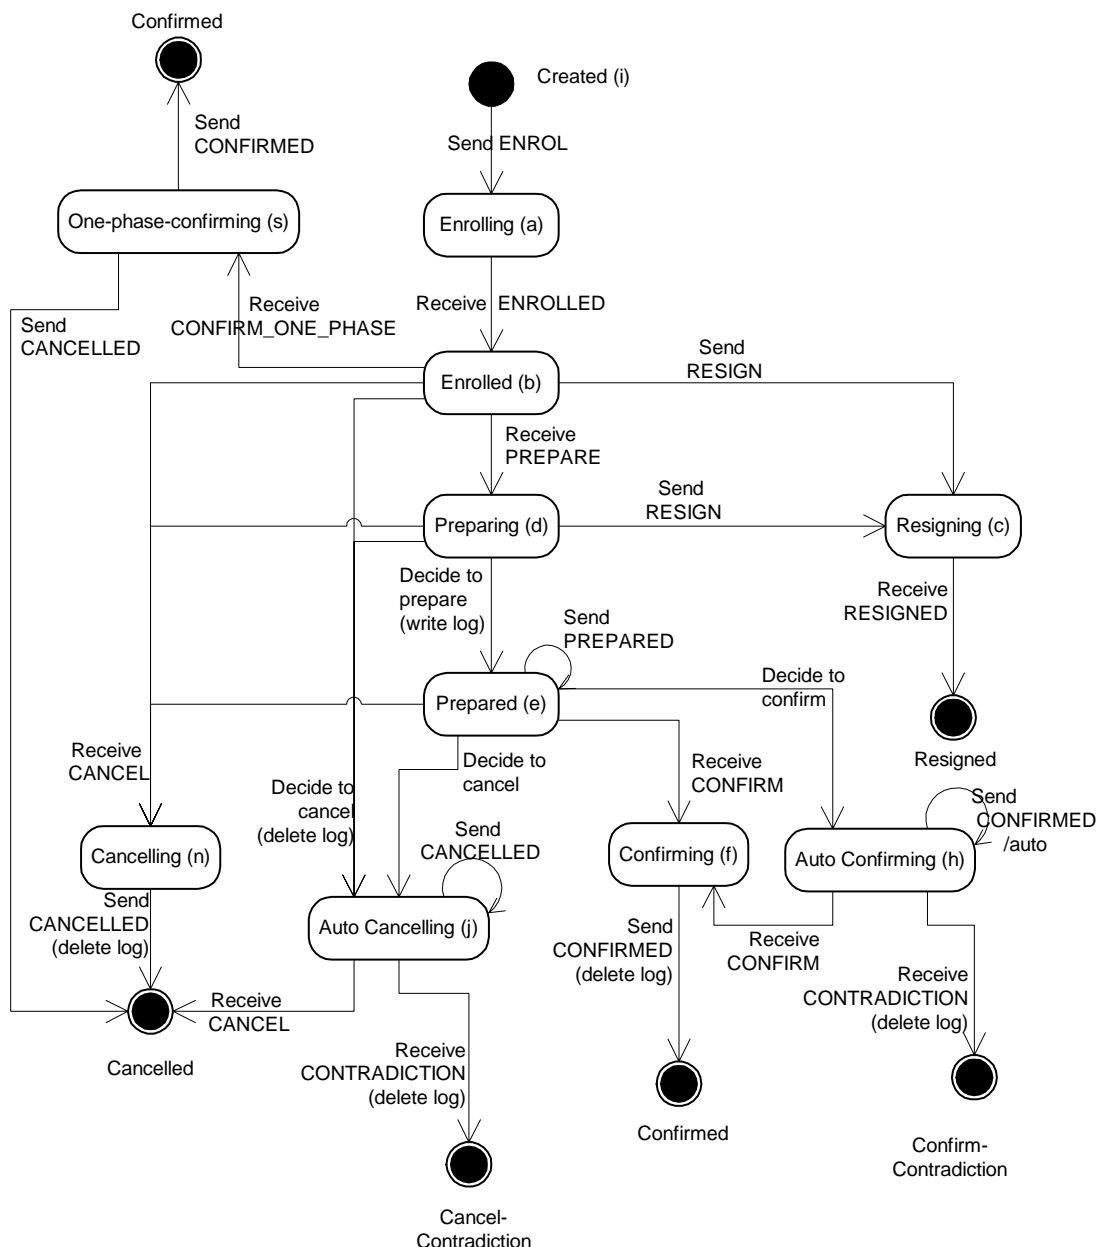 Confirmed
Created (i)
Send
CONFIRMED
Send ENROL
One-phase-confirming (s)
Enrolling (a)
Receive
CONFIRM_ONE_PHASE
Receive ENROLLED
Send
CANCELLED
Send
RESIGN
Enrolled (b)
Receive
PREPARE
Send
RESIGN
Preparing (d)
Resigning (c)
Decide to
prepare
(write log)
Receive
RESIGNED
Send
PREPARED
Decide to
confirm
Prepared (e)
Receive
CANCEL
Decide to
cancel
(delete log)
Decide to
cancel
Receive
CONFIRM
Resigned
Send
CONFIRMED
/auto
Send
CANCELLED
Cancelling (n)
Confirming (f)
Auto Confirming (h)
Send
CANCELLED
(delete log)
Auto Cancelling (j)
Send
CONFIRMED
(delete log)
Receive
CONFIRM
Receive
CONTRADICTION
(delete log)
Receive
CANCEL
Cancelled
Receive
CONTRADICTION
(delete log)
Confirmed
Confirm-
Contradiction
Cancel-
Contradiction